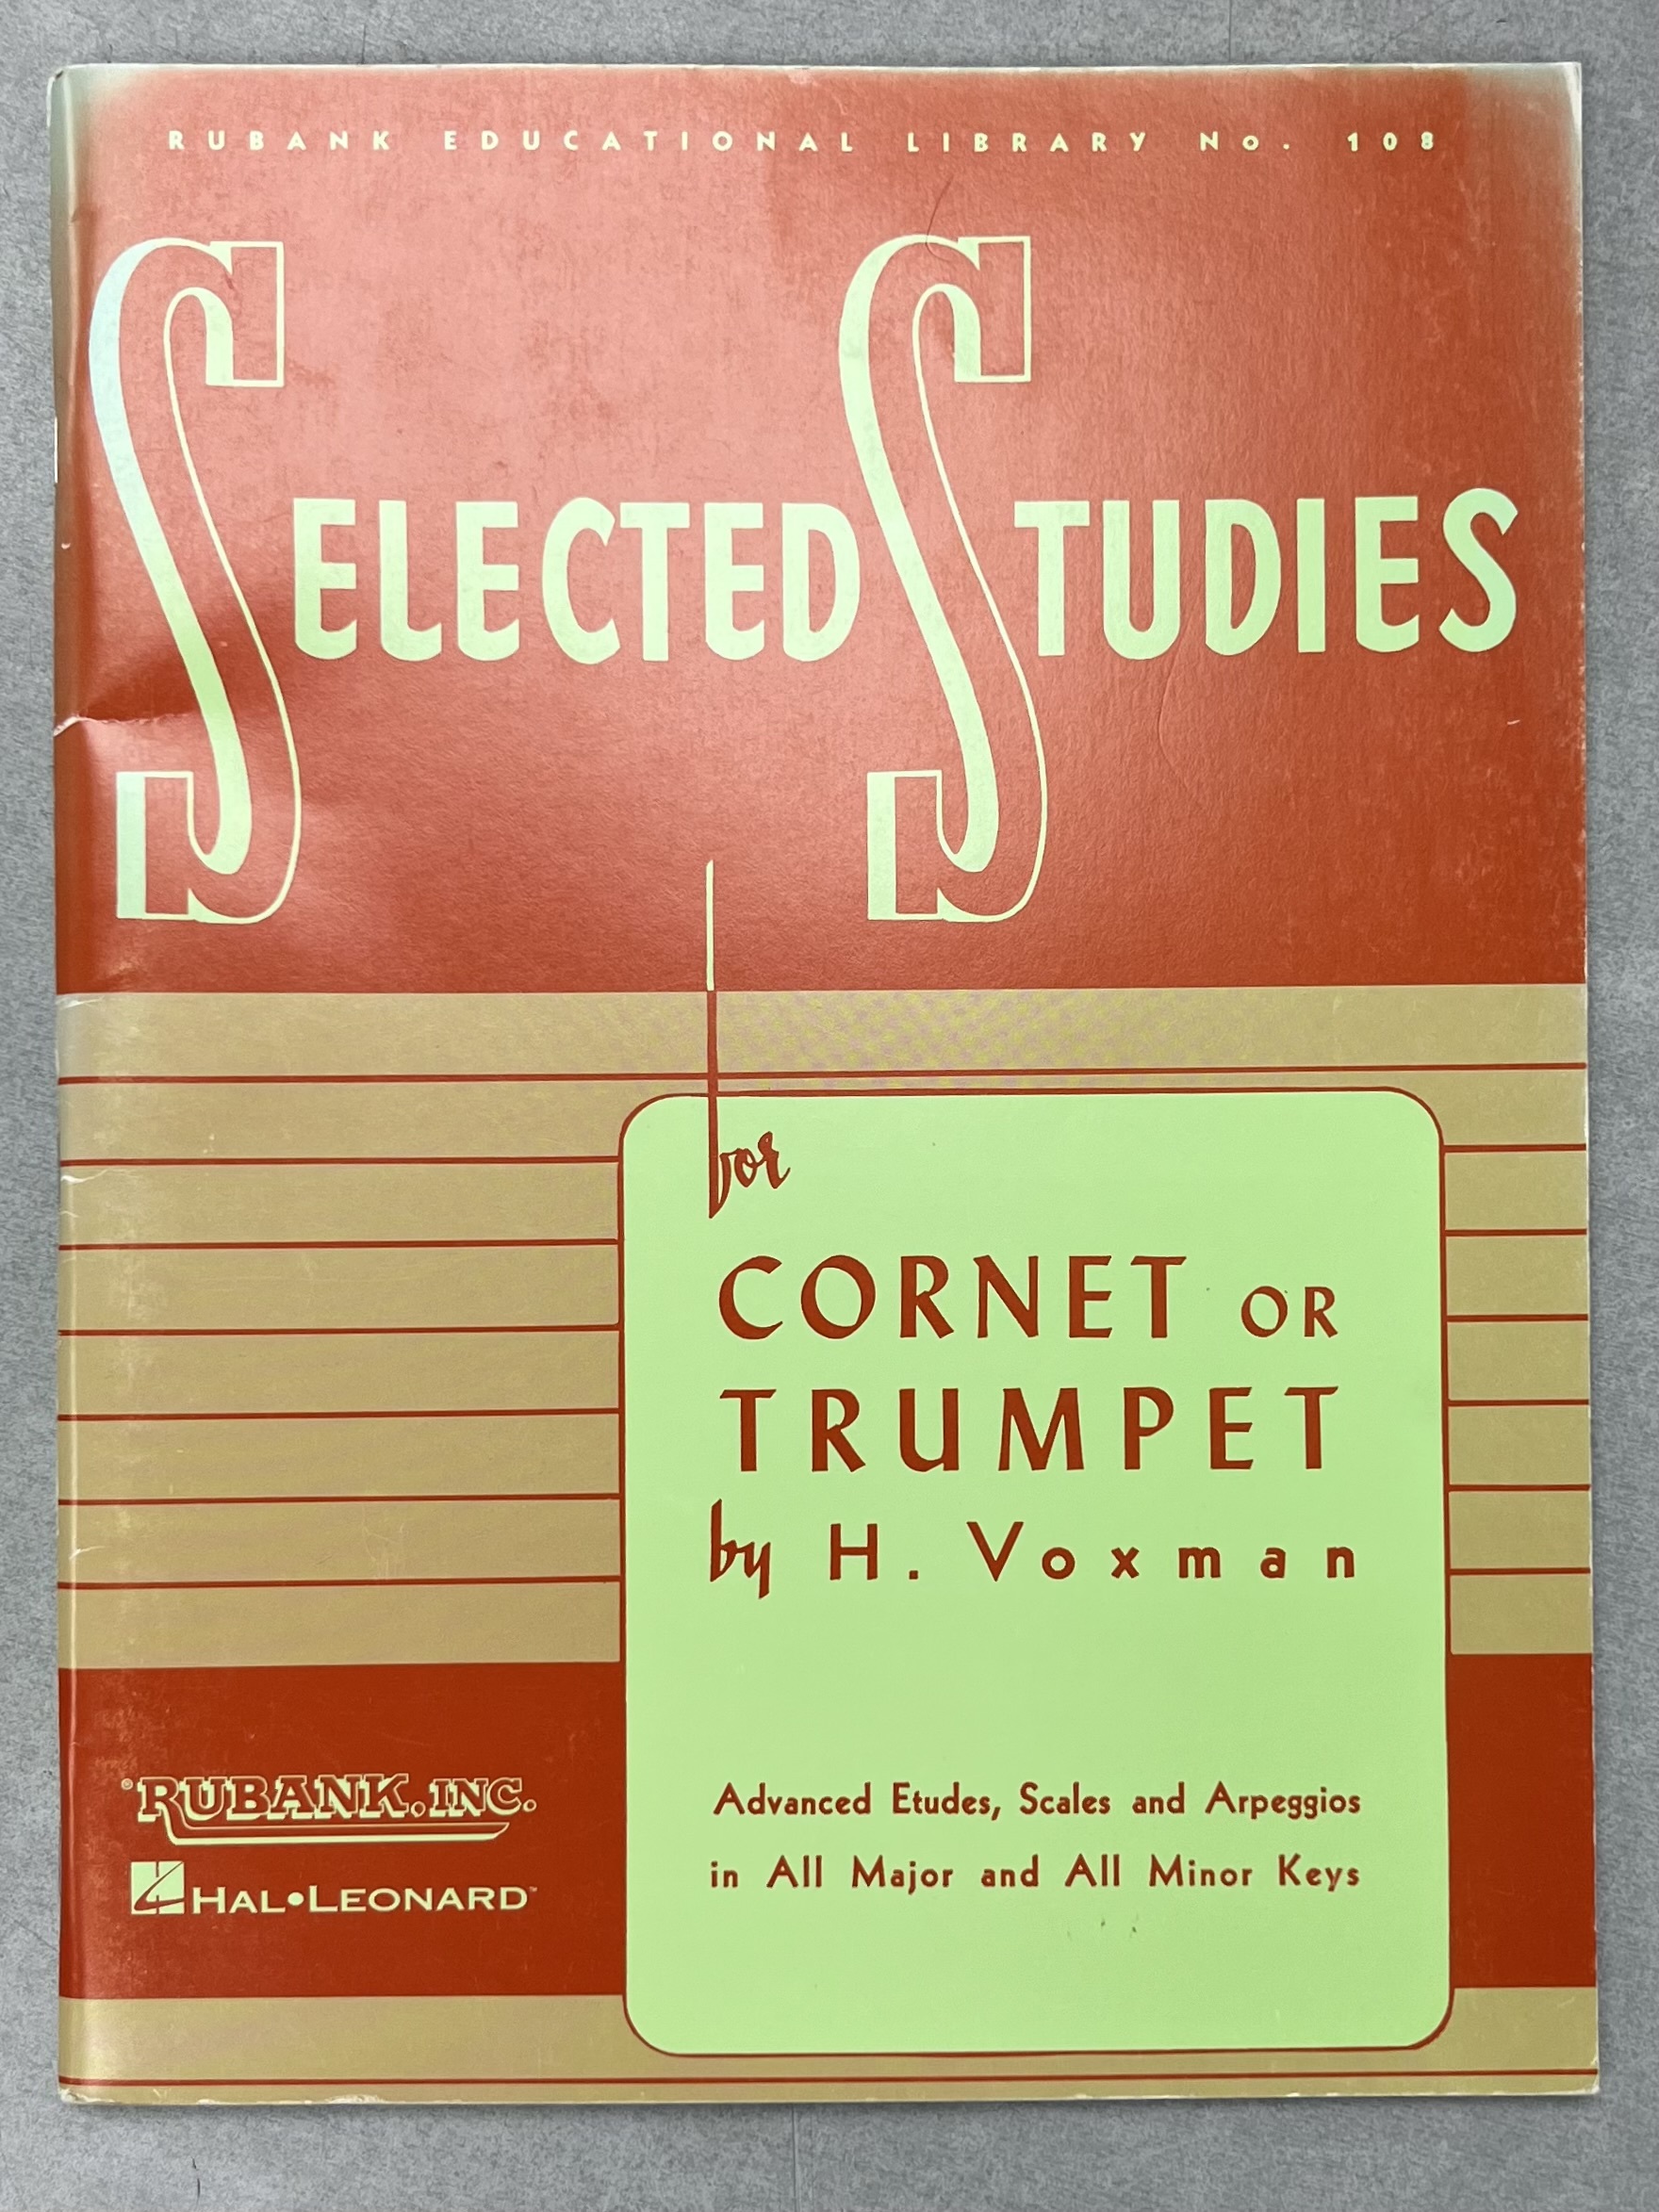 RUBANK EDUCATIONAL LIBRARY No. 108
SELECTED STUDIES
for
CORNET OR
TRUMPET
by H. Voxman
Advanced Etudes, Scales and Arpeggios
in All Major and All Minor Keys
® RUBANK, INC.
HAL•LEONARD™